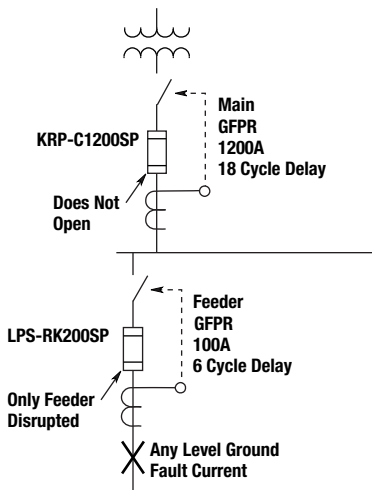 Main
GFPR
1200A
18 Cycle Delay
KRP-C1200SP
Does Not
Open
Feeder
GFPR
100A
6 Cycle Delay
LPS-RK200SP
Only Feeder
Disrupted
Any Level Ground
Fault Current